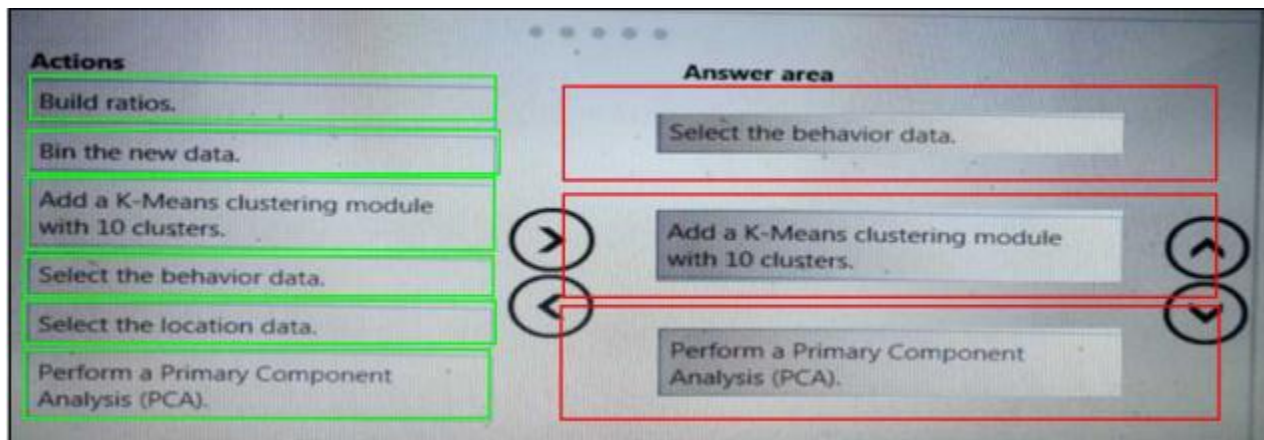 Actions
Build ratios.
Bin the new data.
Add a K-Means clustering module
with 10 clusters.
Select the behavior data.
Select the location data.
Perform a Primary Component
Analysis (PCA).
Answer area
Select the behavior data.
Add a K-Means clustering module
with 10 clusters.
Perform a Primary Component
Analysis (PCA).